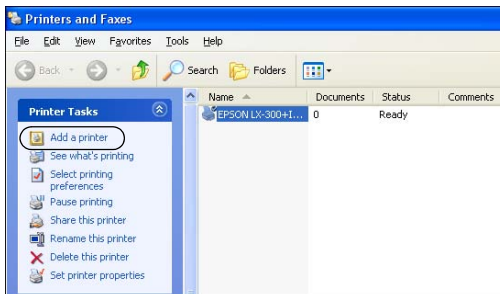 Printers and Faxes
File Edit View Favorites Tools Help
Back Search Folders
Name Documents Status Comments
EPSON LX-300+I... 0 Ready
Printer Tasks
Add a printer
See what's printing
Select printing
preferences
Pause printing
Share this printer
Rename this printer
Delete this printer
Set printer properties